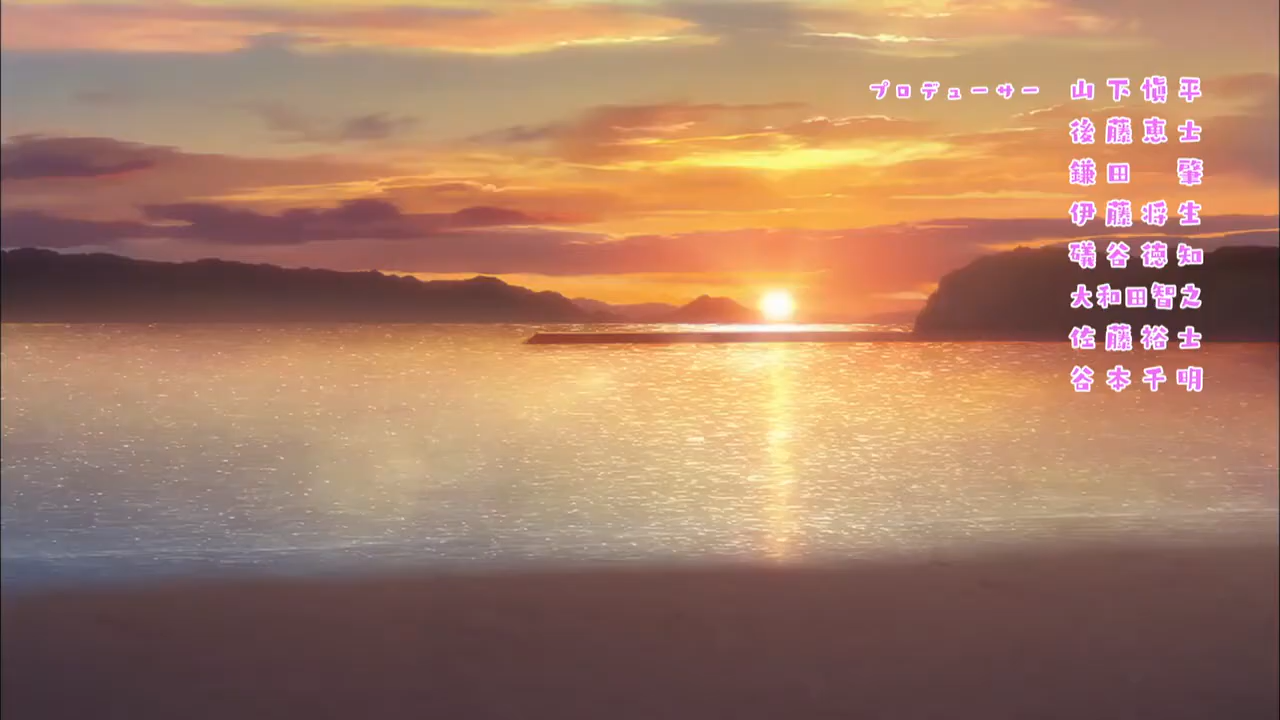 プロデューサー 山下愼平
後藤恵士
鎌田 肇
伊藤将生
礒谷徳知
大和田智之
佐藤裕士
谷本千明